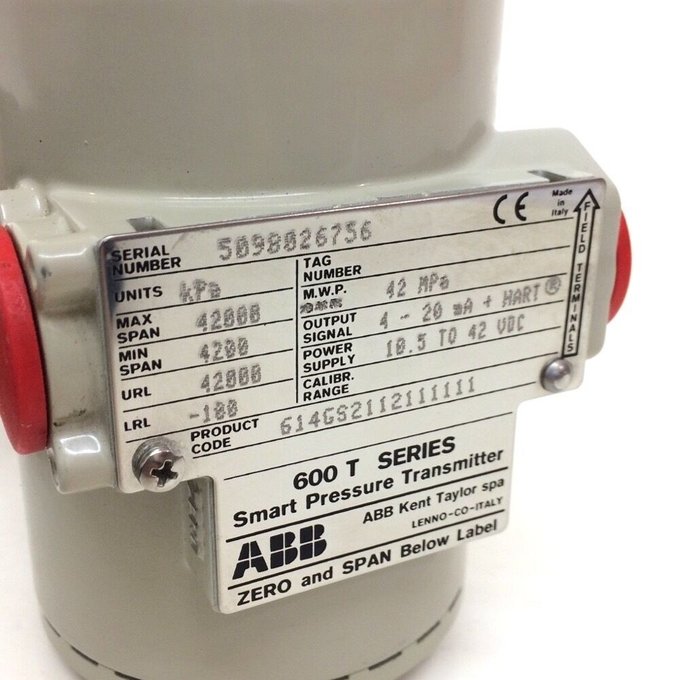 CE Made in Italy
SERIAL NUMBER 5098026756
TAG NUMBER
UNITS kPa
M.W.P. 42 MPa
MAX SPAN 42000
OUTPUT SIGNAL 4 - 20 mA + HART®
MIN SPAN 4200
POWER SUPPLY 10.5 TO 42 VDC
URL 42000
CALIBR. RANGE
LRL -100
PRODUCT CODE 614GS2112111111
FIELD TERMINALS
600 T SERIES
Smart Pressure Transmitter
ABB Kent Taylor spa
LENNO-CO-ITALY
ABB
ZERO and SPAN Below Label